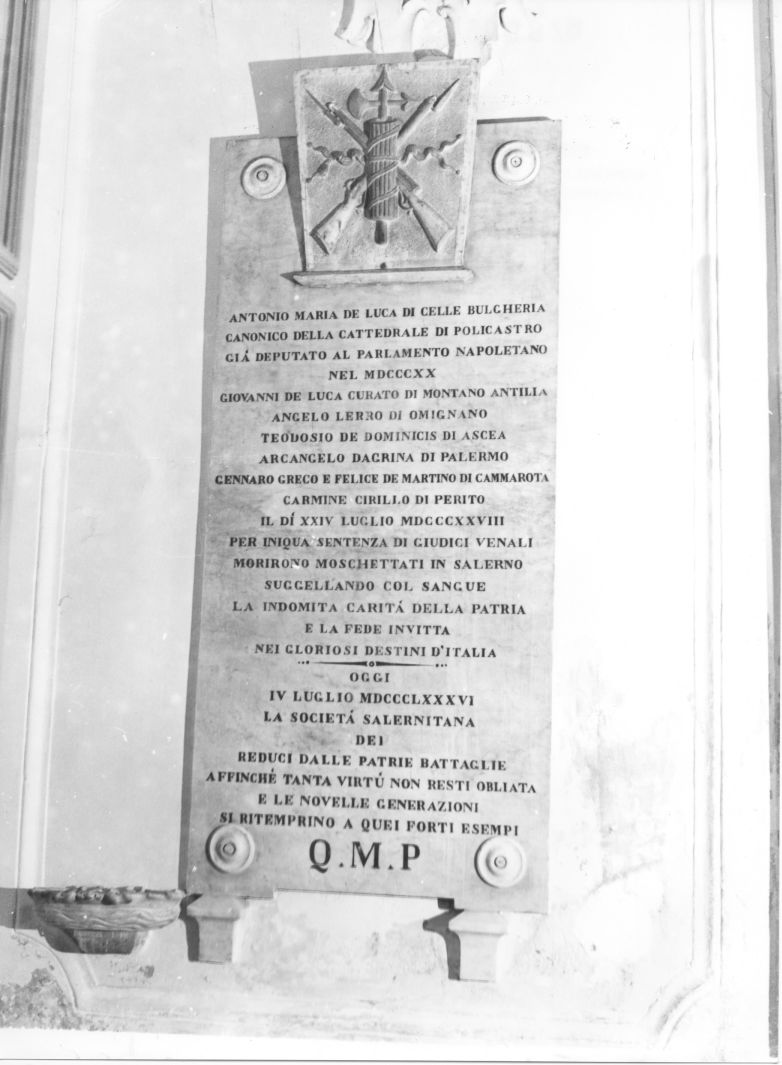 ANTONIO MARIA DE LUCA DI CELLE BULGHERIA
CANONICO DELLA CATTEDRALE DI POLICASTRO
GIÁ DEPUTATO AL PARLAMENTO NAPOLETANO
NEL MDCCCXX
GIOVANNI DE LUCA CURATO DI MONTANO ANTILIA
ANGELO LERRO DI OMIGNANO
TEODOSIO DE DOMINICIS DI ASCEA
ARCANGELO DAGRINA DI PALERMO
GENNARO GRECO E FELICE DE MARTINO DI CAMMAROTA
CARMINE CIRILLO DI PERITO
IL DÍ XXIV LUGLIO MDCCCXXVIII
PER INIQUA SENTENZA DI GIUDICI VENALI
MORIRONO MOSCHETTATI IN SALERNO
SUGGELLANDO COL SANGUE
LA INDOMITA CARITÁ DELLA PATRIA
E LA FEDE INVITTA
NEI GLORIOSI DESTINI D'ITALIA
OGGI
IV LUGLIO MDCCCLXXXVI
LA SOCIETÁ SALERNITANA
DEI
REDUCI DALLE PATRIE BATTAGLIE
AFFINCHÉ TANTA VIRTÚ NON RESTI OBLIATA
E LE NOVELLE GENERAZIONI
SI RITEMPRINO A QUEI FORTI ESEMPI
Q.M.P